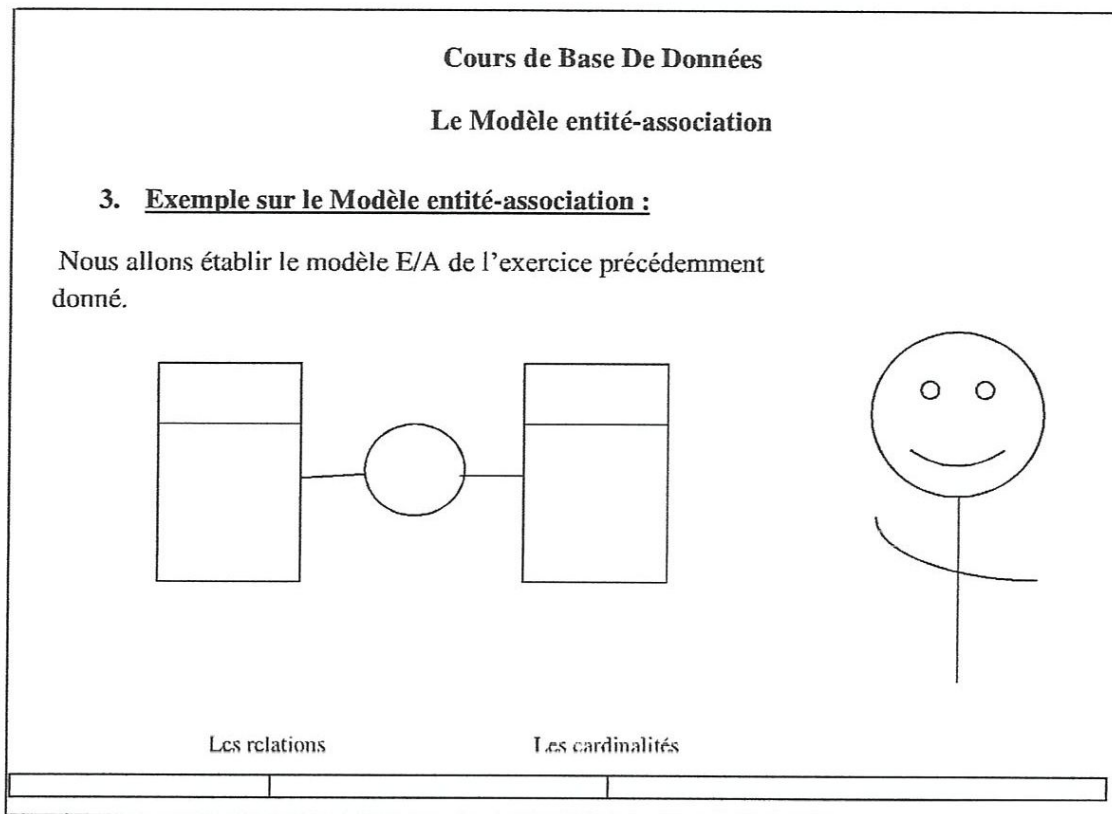 Cours de Base De Données
Le Modèle entité-association
3. Exemple sur le Modèle entité-association :
Nous allons établir le modèle E/A de l'exercice précédemment
donné.
Les relations Les cardinalités